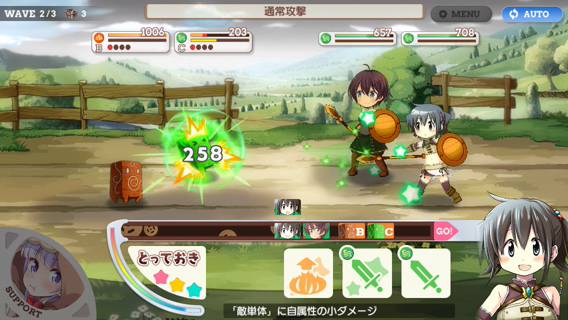 WAVE 2/3 3
通常攻撃
MENU
AUTO
1006
B
203
C
657
708
258
B
C
GO!
とっておき
SUPPORT
「敵単体」に自属性の小ダメージ